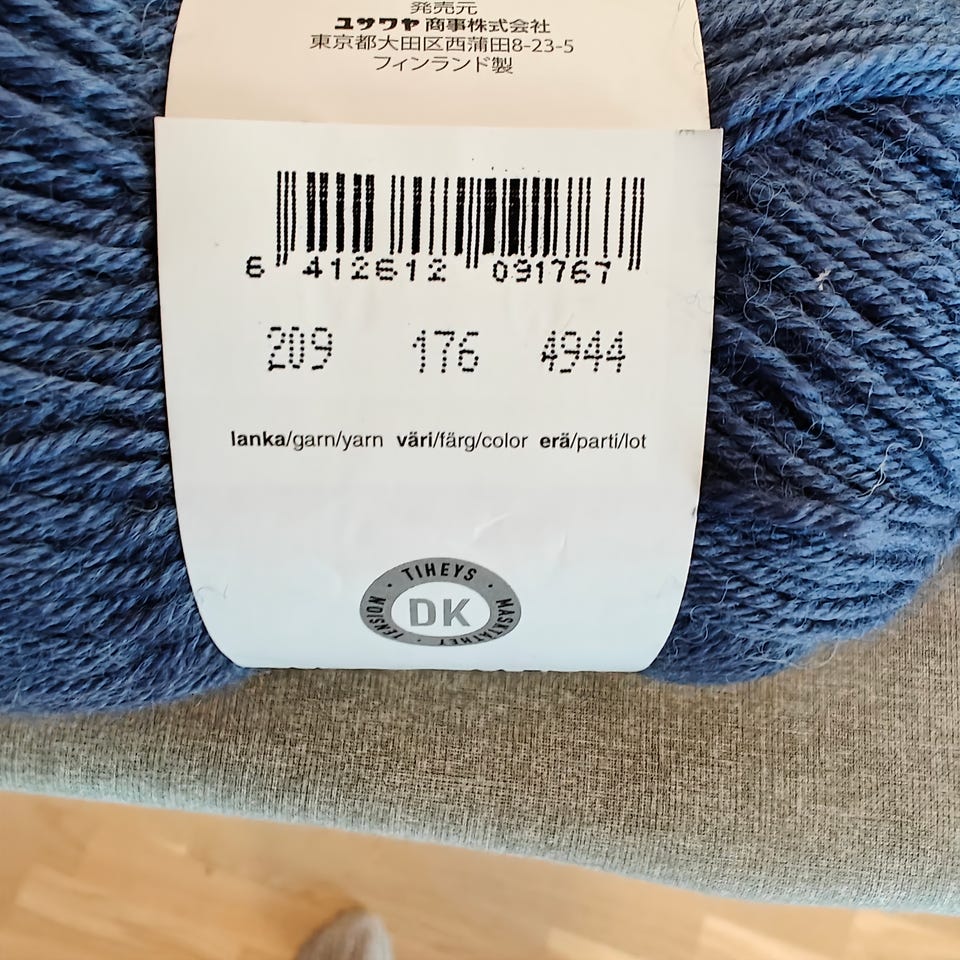 発売元
ユザワヤ 商事株式会社
東京都大田区西蒲田8-23-5
フィンランド製
6 412612 091767
209 176 4944
lanka/garn/yarn väri/färg/color erä/parti/lot
TIHEYS · MASKTÄTHET · TENSION ·
DK